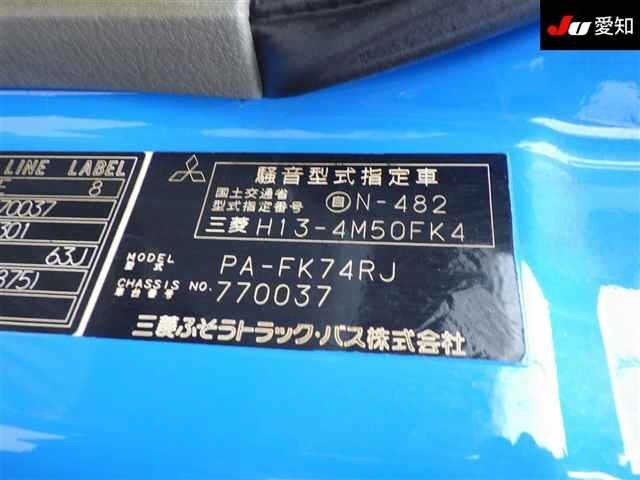 Ju 愛知
LINE LABEL
E 8
70037
301
63J
8751
騒音型式指定車
国土交通省
型式指定番号 自N-482
三菱 H13-4M50FK4
MODEL
型式 PA-FK74RJ
CHASSIS NO.
車台番号 770037
三菱ふそうトラック・バス株式会社